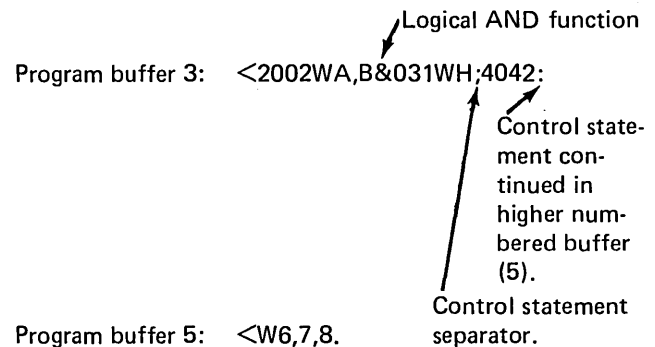 Logical AND function
Program buffer 3: <2002WA,B&031WH;4042:
Control state-
ment con-
tinued in
higher num-
bered buffer
(5).
Control statement
separator.
Program buffer 5: <W6,7,8.